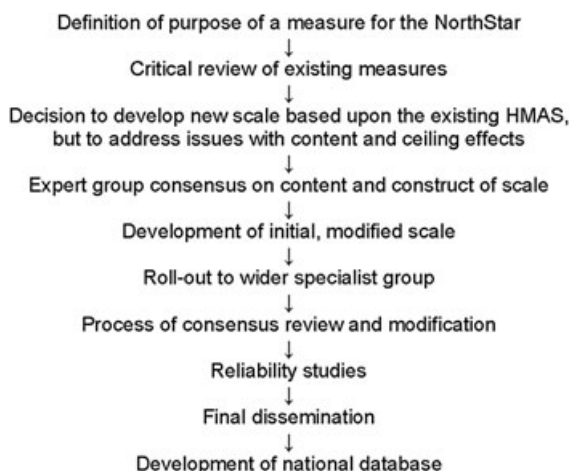 Definition of purpose of a measure for the NorthStar
↓
Critical review of existing measures
↓
Decision to develop new scale based upon the existing HMAS,
but to address issues with content and ceiling effects
↓
Expert group consensus on content and construct of scale
↓
Development of initial, modified scale
↓
Roll-out to wider specialist group
↓
Process of consensus review and modification
↓
Reliability studies
↓
Final dissemination
↓
Development of national database